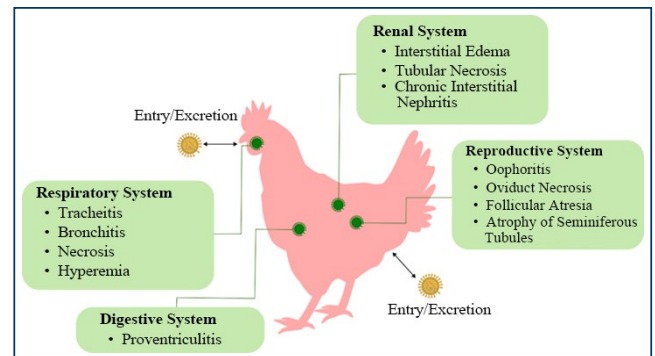 Renal System
• Interstitial Edema
• Tubular Necrosis
• Chronic Interstitial
Nephritis
Entry/Excretion
Reproductive System
• Oophoritis
• Oviduct Necrosis
• Follicular Atresia
• Atrophy of Seminiferous
Tubules
Respiratory System
• Tracheitis
• Bronchitis
• Necrosis
• Hyperemia
Entry/Excretion
Digestive System
• Proventriculitis